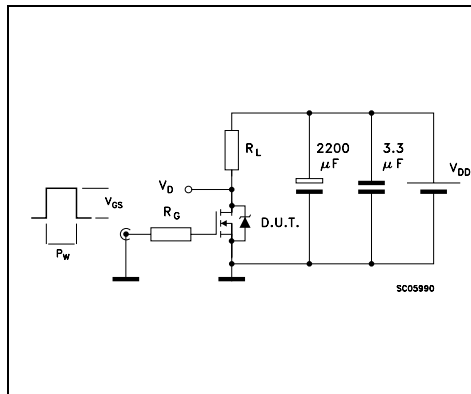 R_L
2200
μF
3.3
μF
V_DD
V_D
V_GS
R_G
D.U.T.
P_W
SC05990